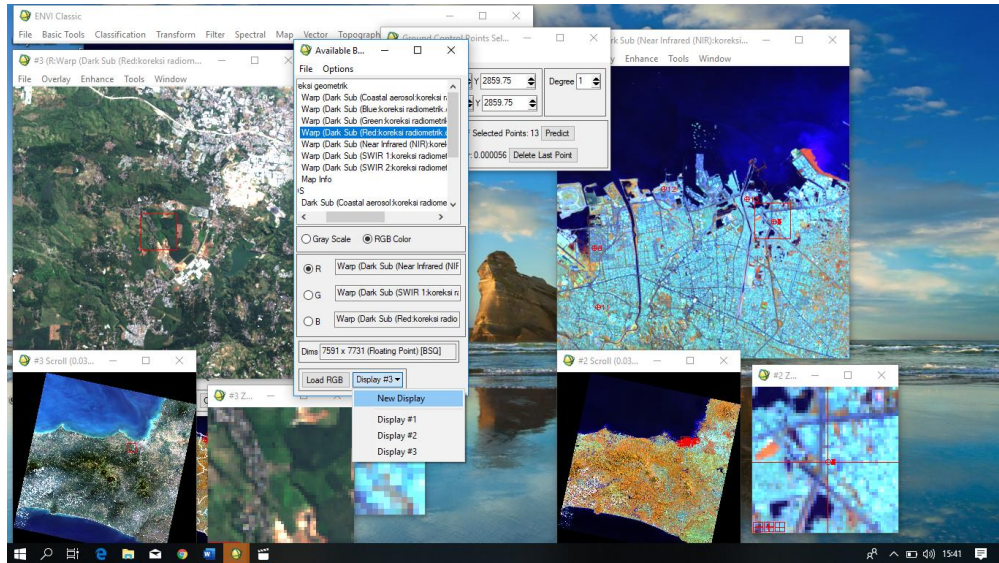 ENVI Classic
File Basic Tools Classification Transform Filter Spectral Map Vector Topograph
Ground Control Points Sel...
#3 (R:Warp (Dark Sub (Red:koreksi radiom...
File Overlay Enhance Tools Window
Available B...
File Options
eksi geometrik
Warp (Dark Sub (Coastal aerosol:koreksi r
Warp (Dark Sub (Blue:koreksi radiometrik.
Warp (Dark Sub (Green:koreksi radiometrik
Warp (Dark Sub (Red:koreksi radiometrik.
Warp (Dark Sub (Near Infrared (NIR):korek
Warp (Dark Sub (SWIR 1:koreksi radiomet
Warp (Dark Sub (SWIR 2:koreksi radiomet
Map Info
Dark Sub (Coastal aerosol:koreksi radiome
Gray Scale RGB Color
R Warp (Dark Sub (Near Infrared (NIF
G Warp (Dark Sub (SWIR 1:koreksi ra
B Warp (Dark Sub (Red:koreksi radio
Dims 7591 x 7731 (Floating Point) [BSQ]
Load RGB Display #3
New Display
Display #1
Display #2
Display #3
Y 2859.75 Degree 1
Y 2859.75
Selected Points: 13 Predict
r: 0.000056 Delete Last Point
rk Sub (Near Infrared (NIR):koreksi...
y Enhance Tools Window
#3 Scroll (0.03...
#3 Z...
#2 Scroll (0.03...
#2 Z...
15:41